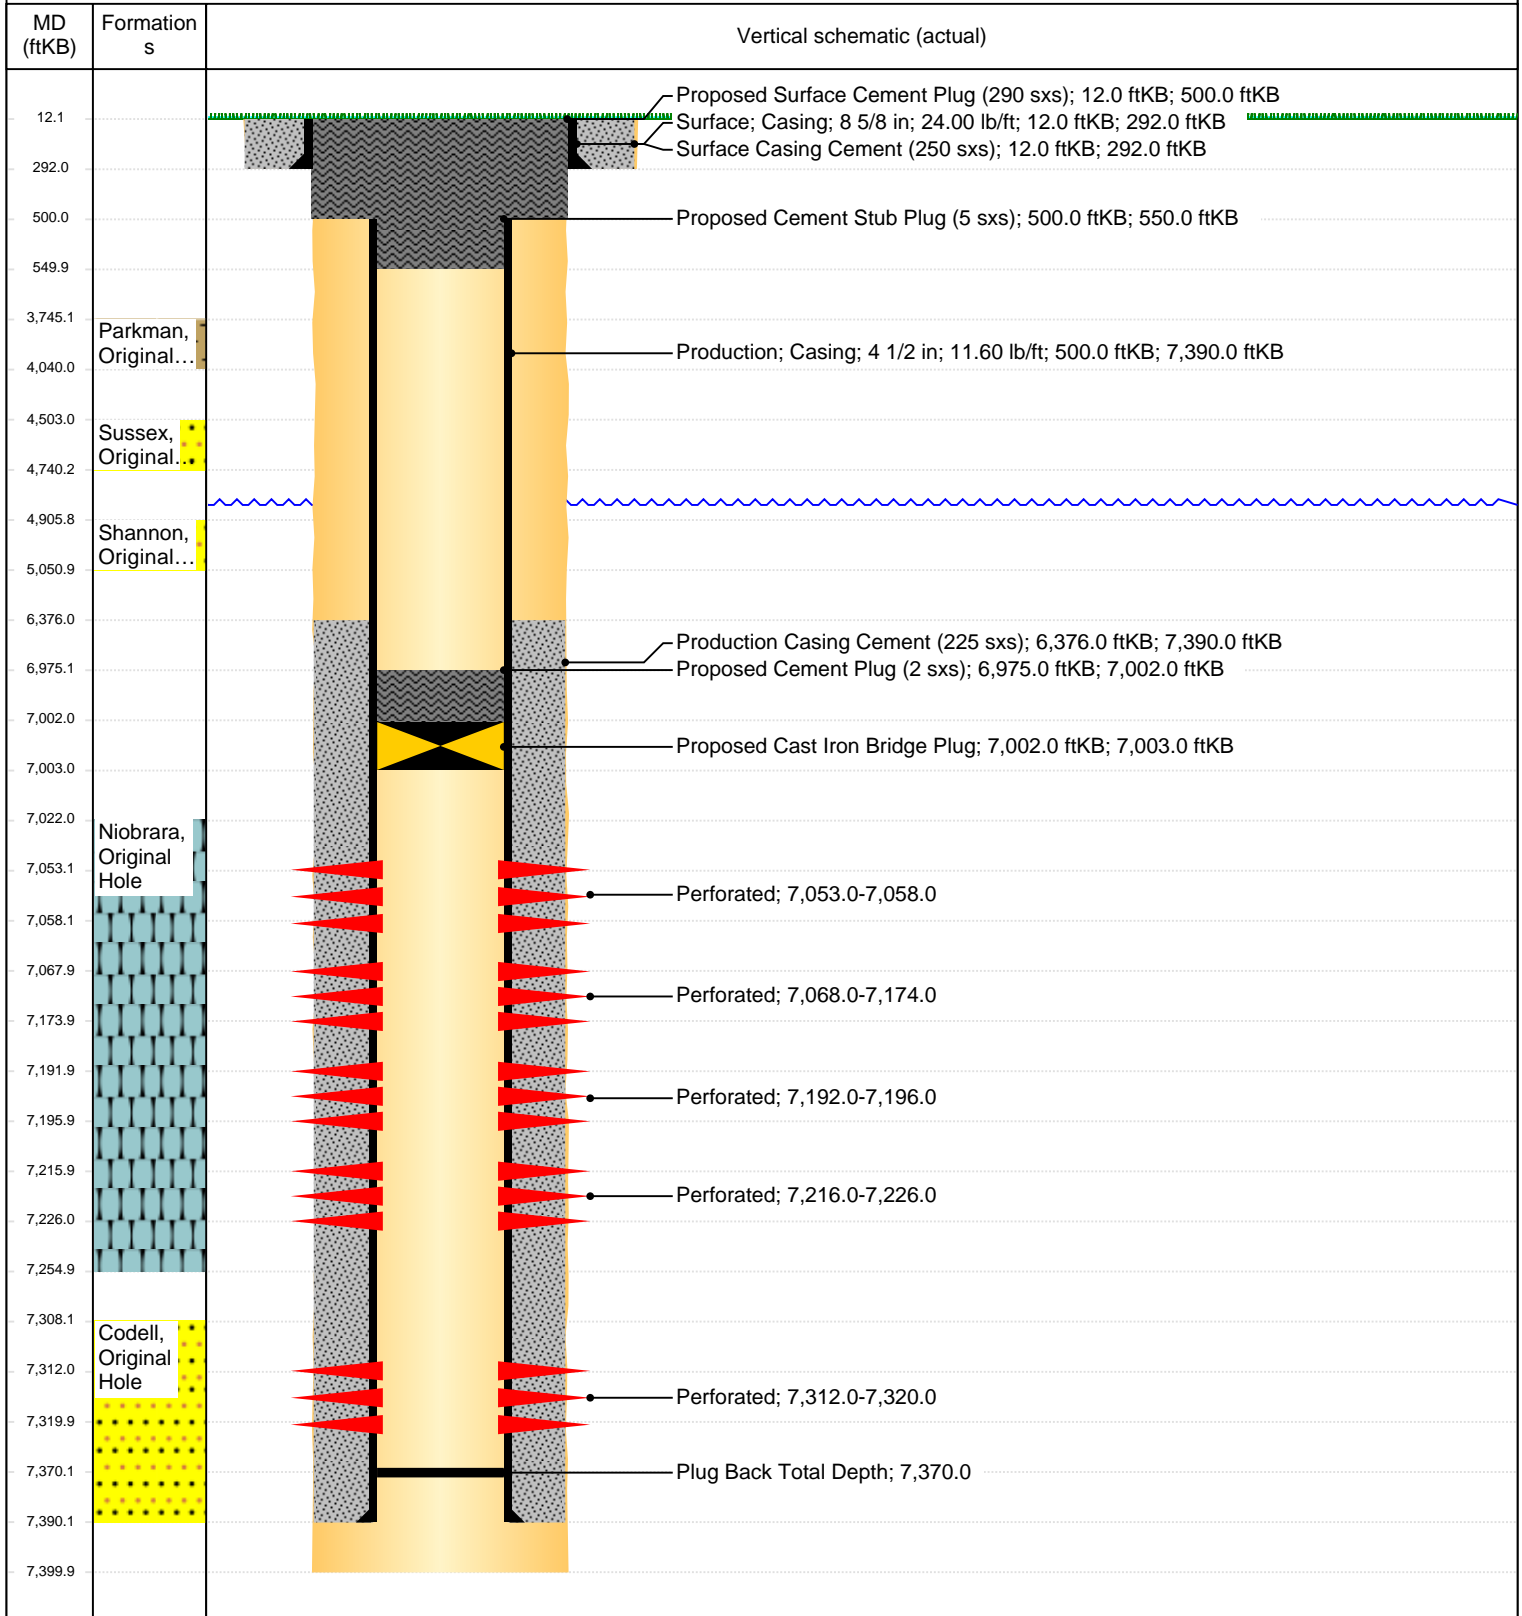 MD
(ftKB)
Formation
s
Vertical schematic (actual)
12.1
292.0
500.0
549.9
3,745.1
4,040.0
4,503.0
4,740.2
4,905.8
5,050.9
6,376.0
6,975.1
7,002.0
7,003.0
7,022.0
7,053.1
7,058.1
7,067.9
7,173.9
7,191.9
7,195.9
7,215.9
7,226.0
7,254.9
7,308.1
7,312.0
7,319.9
7,370.1
7,390.1
7,399.9
Parkman,
Original...
Sussex,
Original...
Shannon,
Original...
Niobrara,
Original
Hole
Codell,
Original
Hole
Proposed Surface Cement Plug (290 sxs); 12.0 ftKB; 500.0 ftKB
Surface; Casing; 8 5/8 in; 24.00 lb/ft; 12.0 ftKB; 292.0 ftKB
Surface Casing Cement (250 sxs); 12.0 ftKB; 292.0 ftKB
Proposed Cement Stub Plug (5 sxs); 500.0 ftKB; 550.0 ftKB
Production; Casing; 4 1/2 in; 11.60 lb/ft; 500.0 ftKB; 7,390.0 ftKB
Production Casing Cement (225 sxs); 6,376.0 ftKB; 7,390.0 ftKB
Proposed Cement Plug (2 sxs); 6,975.0 ftKB; 7,002.0 ftKB
Proposed Cast Iron Bridge Plug; 7,002.0 ftKB; 7,003.0 ftKB
Perforated; 7,053.0-7,058.0
Perforated; 7,068.0-7,174.0
Perforated; 7,192.0-7,196.0
Perforated; 7,216.0-7,226.0
Perforated; 7,312.0-7,320.0
Plug Back Total Depth; 7,370.0